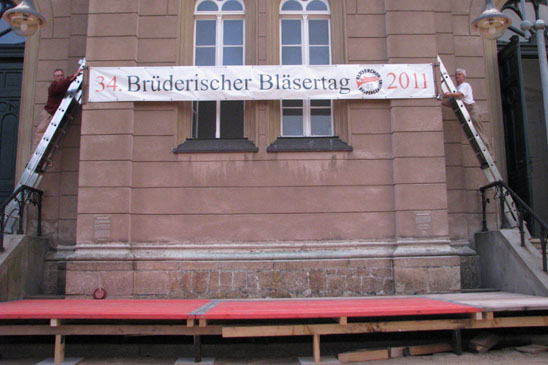 34. Brüderischer Bläsertag 2011